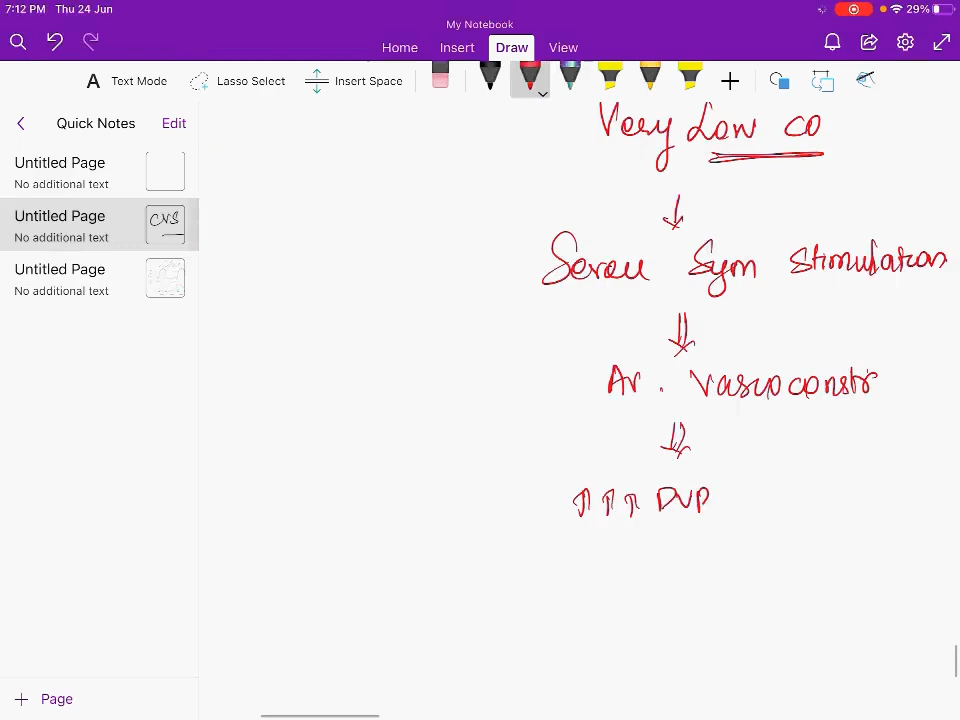 7:12 PM Thu 24 Jun
29%
My Notebook
Home Insert Draw View
Text Mode Lasso Select Insert Space
Quick Notes Edit
Untitled Page
No additional text
Untitled Page
No additional text
CNS
Untitled Page
No additional text
Page
Very Low CO
↓
Sym Stimulation
⇓
Ar. Vasoconstr
⇓
↑↑↑ DVP